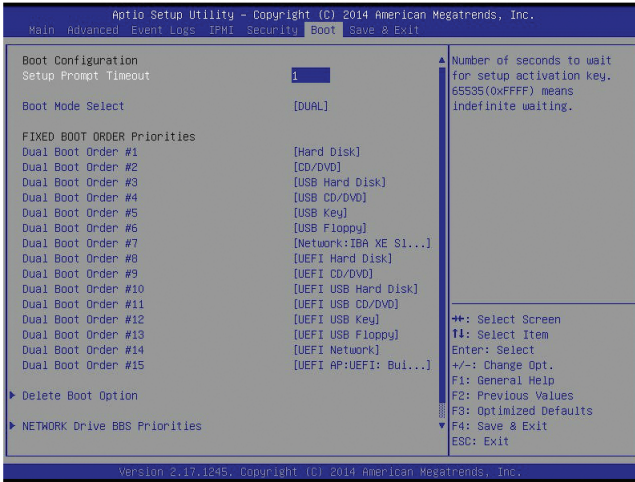 Aptio Setup Utility – Copyright (C) 2014 American Megatrends, Inc.
Main Advanced Event Logs IPMI Security Boot Save & Exit
Boot Configuration
Setup Prompt Timeout 1
Boot Mode Select [DUAL]
FIXED BOOT ORDER Priorities
Dual Boot Order #1 [Hard Disk]
Dual Boot Order #2 [CD/DVD]
Dual Boot Order #3 [USB Hard Disk]
Dual Boot Order #4 [USB CD/DVD]
Dual Boot Order #5 [USB Key]
Dual Boot Order #6 [USB Floppy]
Dual Boot Order #7 [Network:IBA XE Sl...]
Dual Boot Order #8 [UEFI Hard Disk]
Dual Boot Order #9 [UEFI CD/DVD]
Dual Boot Order #10 [UEFI USB Hard Disk]
Dual Boot Order #11 [UEFI USB CD/DVD]
Dual Boot Order #12 [UEFI USB Key]
Dual Boot Order #13 [UEFI USB Floppy]
Dual Boot Order #14 [UEFI Network]
Dual Boot Order #15 [UEFI AP:UEFI: Bui...]
▶ Delete Boot Option
▶ NETWORK Drive BBS Priorities
Number of seconds to wait
for setup activation key.
65535(0xFFFF) means
indefinite waiting.
→←: Select Screen
↑↓: Select Item
Enter: Select
+/-: Change Opt.
F1: General Help
F2: Previous Values
F3: Optimized Defaults
F4: Save & Exit
ESC: Exit
Version 2.17.1245. Copyright (C) 2014 American Megatrends, Inc.